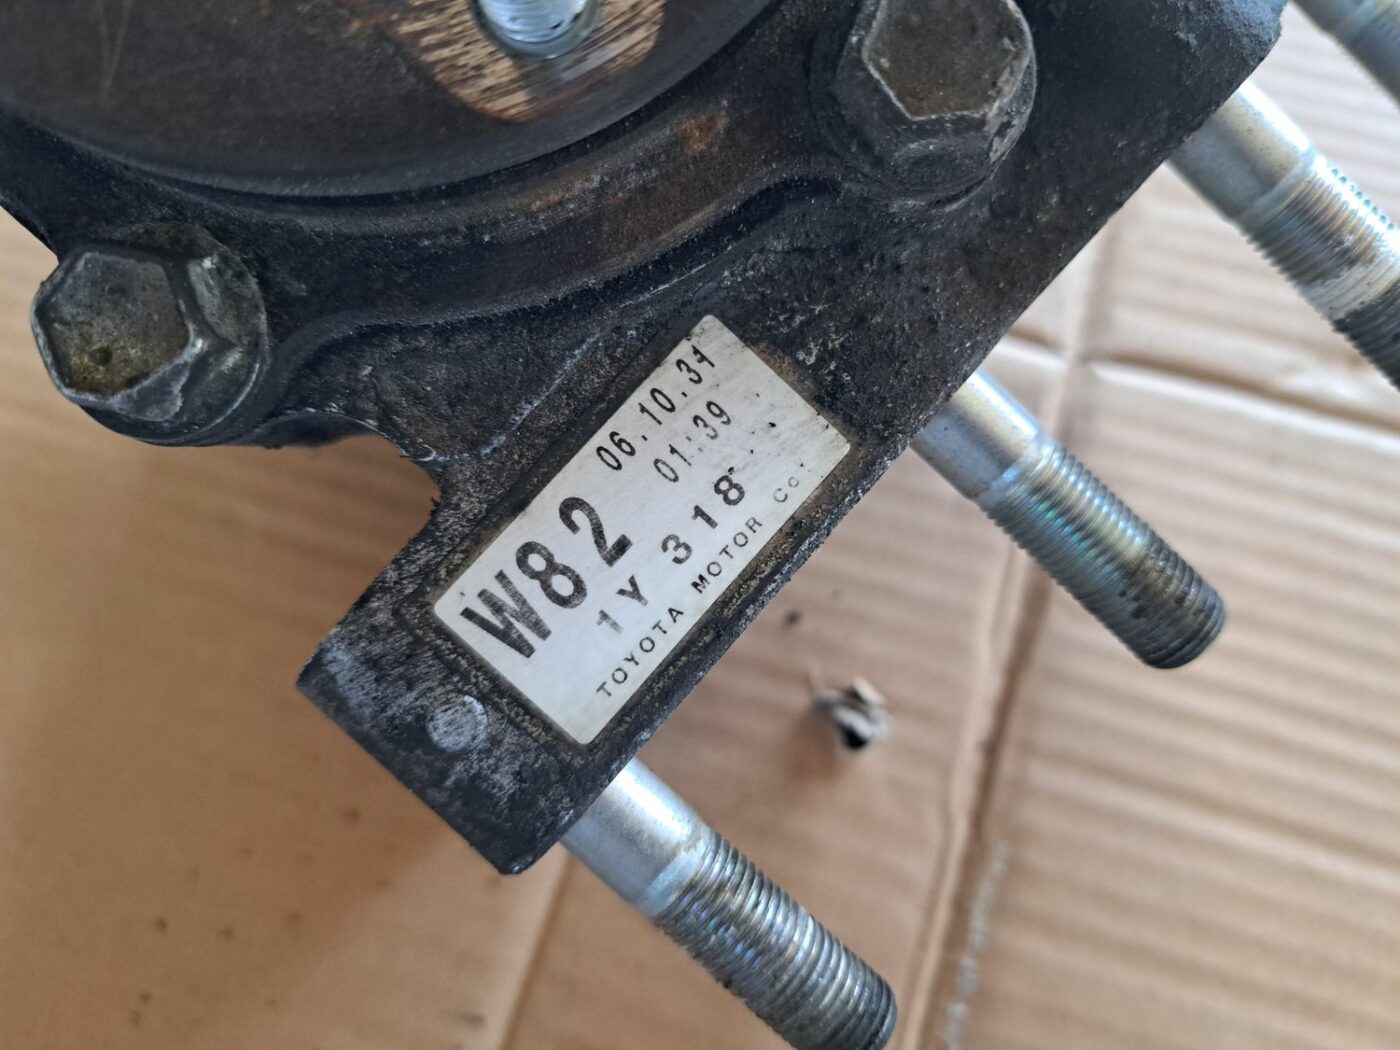 06.10.31
01:39
W82
1Y 318
TOYOTA MOTOR Co.